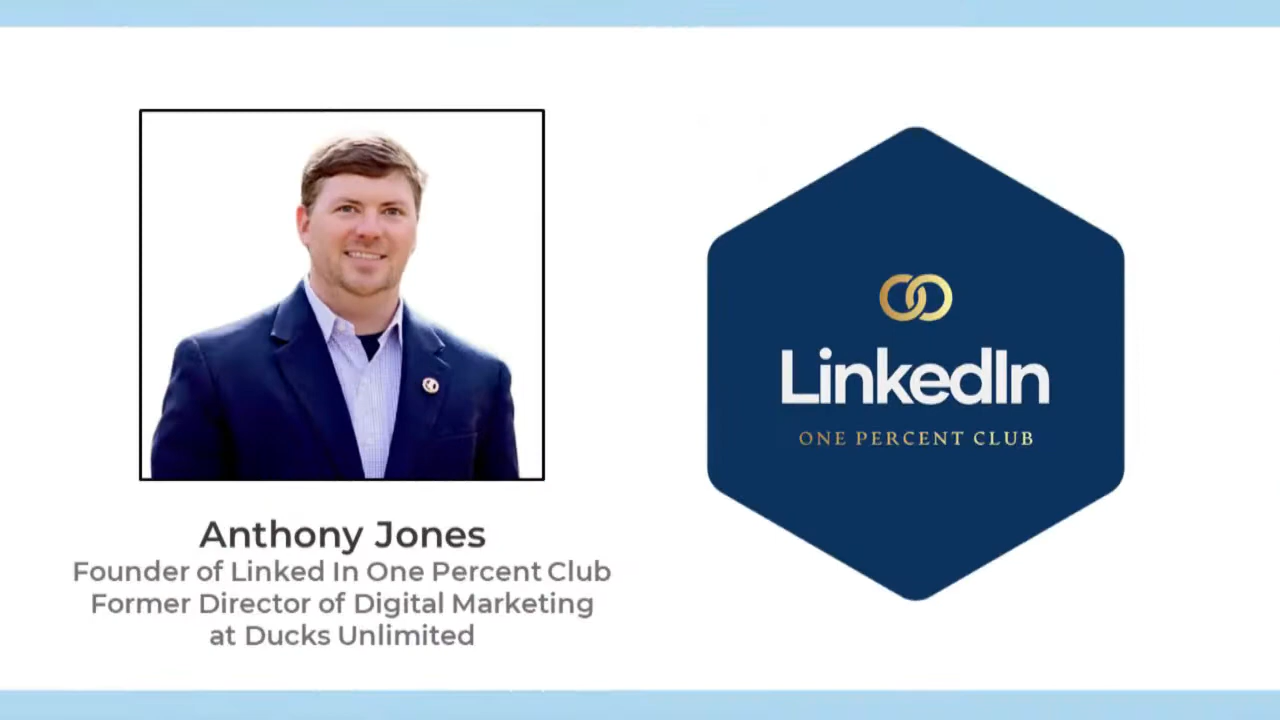 Anthony Jones
Founder of Linked In One Percent Club
Former Director of Digital Marketing
at Ducks Unlimited
LinkedIn
ONE PERCENT CLUB